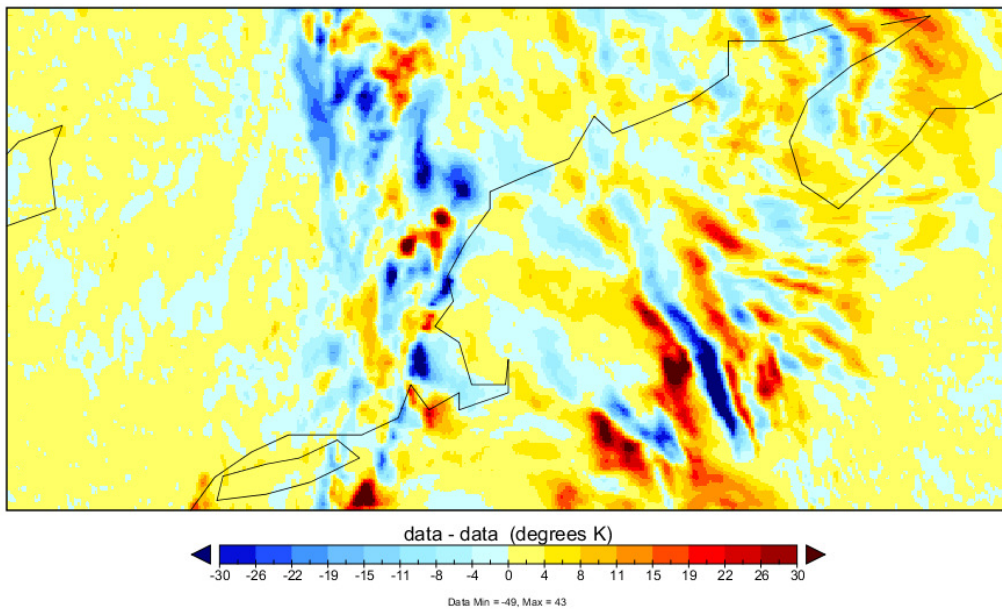 data - data (degrees K)
-30 -26 -22 -19 -15 -11 -8 -4 0 4 8 11 15 19 22 26 30
Data Min = -49, Max = 43